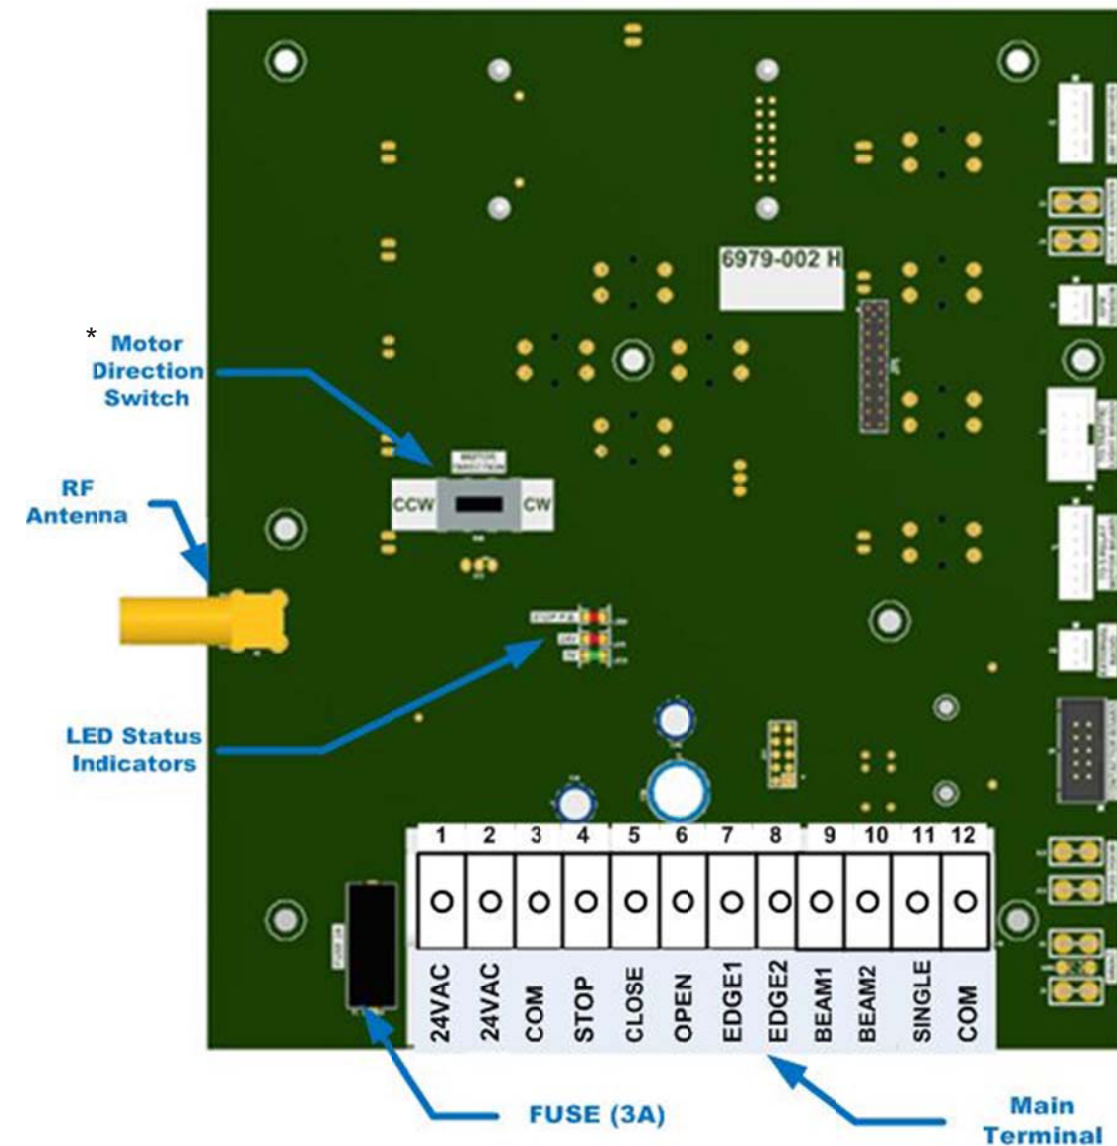 6979-002 H
*
Motor
Direction
Switch
MOTOR
DIRECTION
CCW
CW
RF
Antenna
LED Status
Indicators
1 2 3 4 5 6 7 8 9 10 11 12
24VAC
24VAC
COM
STOP
CLOSE
OPEN
EDGE1
EDGE2
BEAM1
BEAM2
SINGLE
COM
FUSE (3A)
Main
Terminal